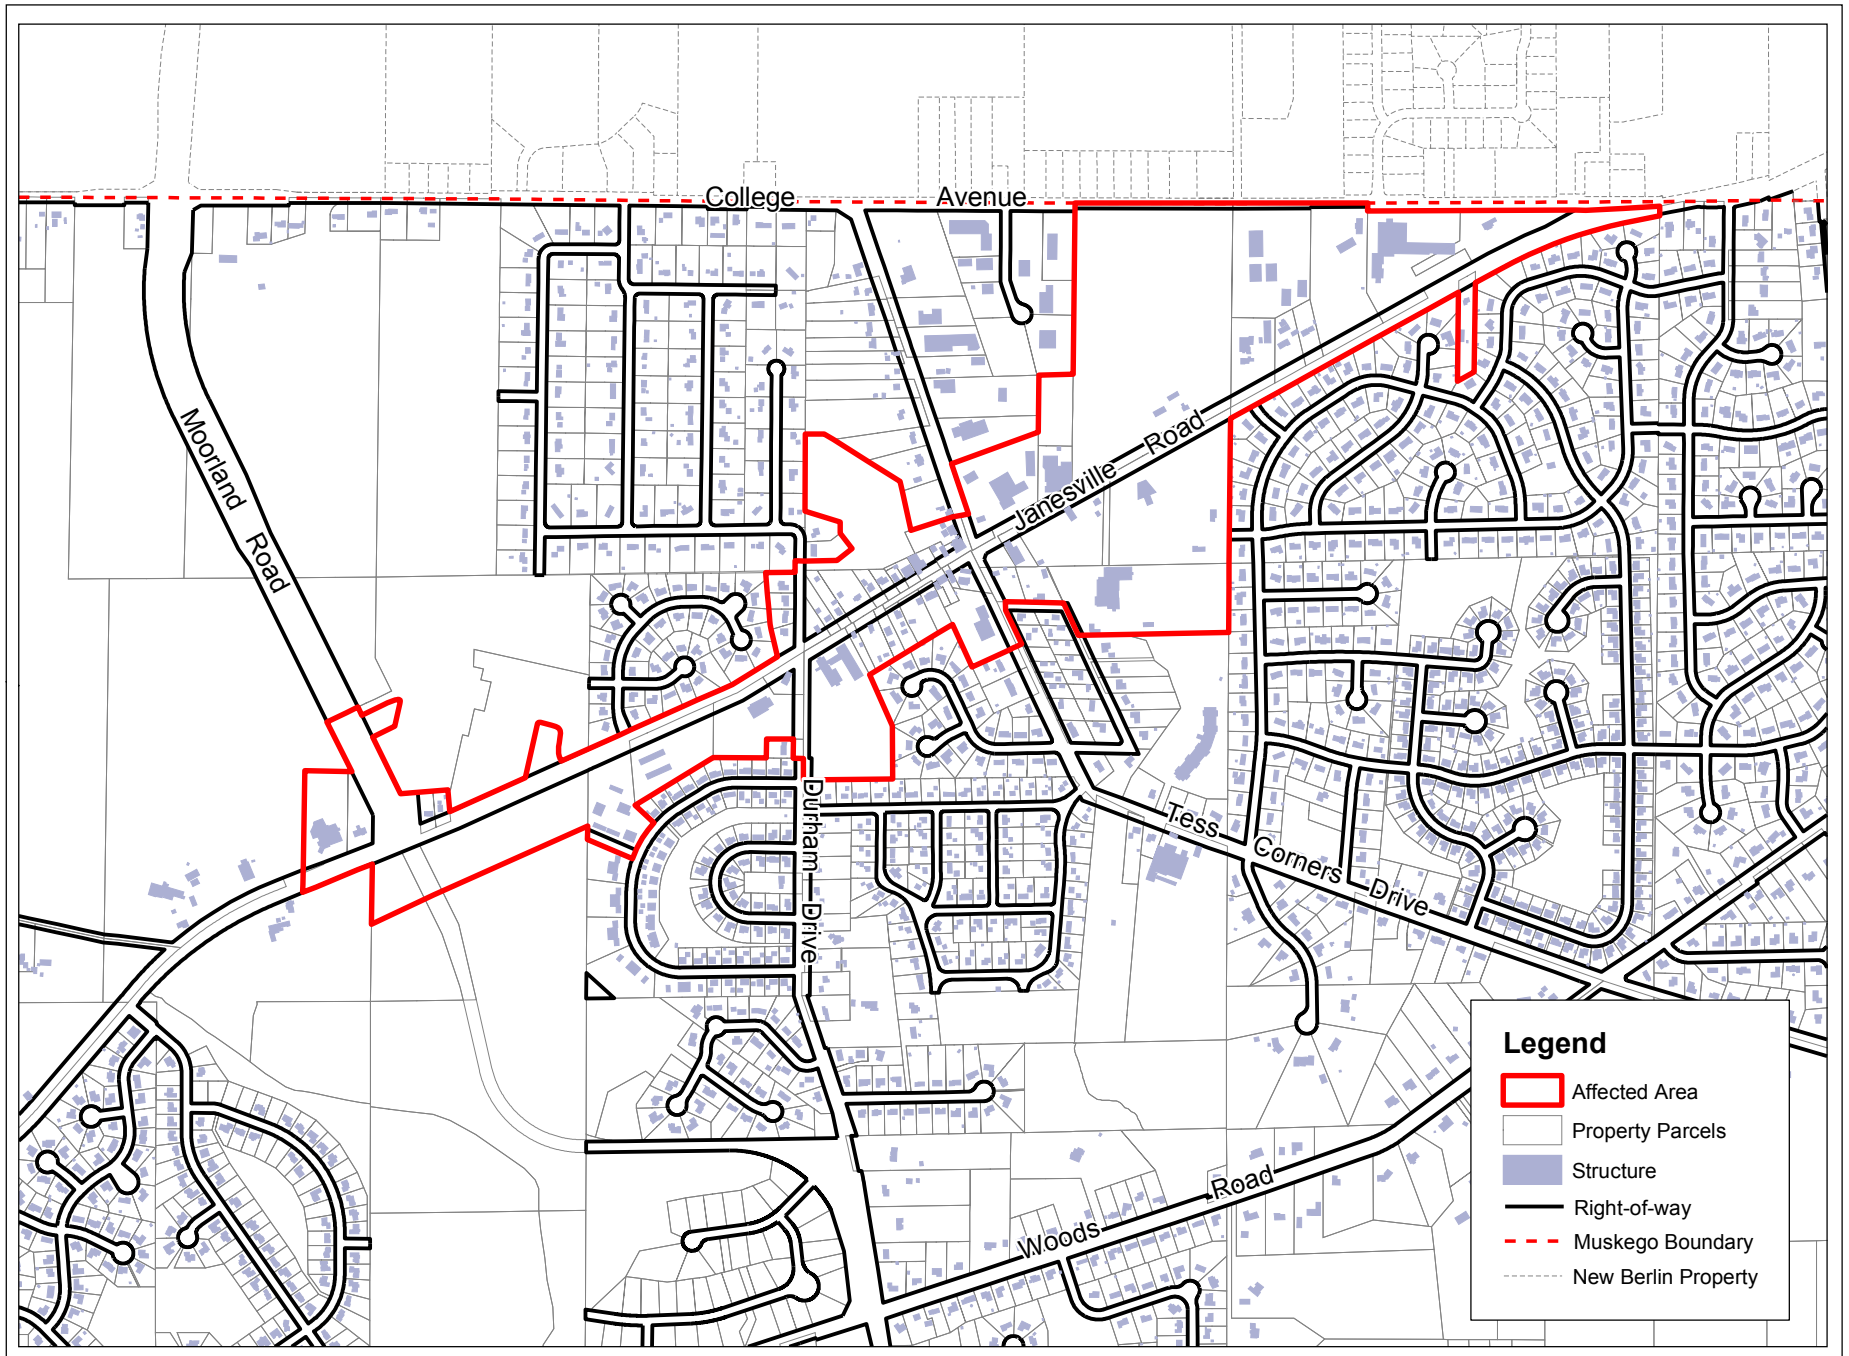 College Avenue
Moorland Road
Janesville Road
Durham Drive
Tess Corners Drive
Woods Road
Legend
Affected Area
Property Parcels
Structure
Right-of-way
Muskego Boundary
New Berlin Property